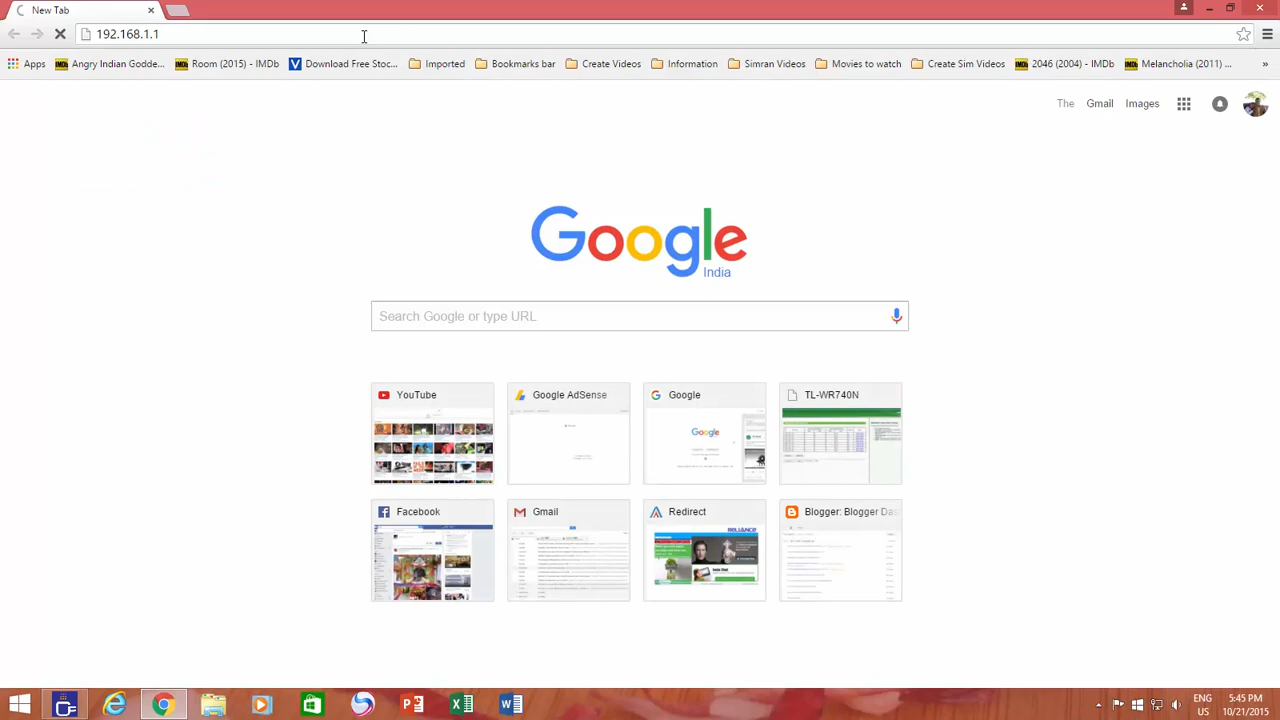 New Tab
192.168.1.1
Apps Angry Indian Godde... Room (2015) - IMDb Download Free Stoc... Imported Bookmarks bar Create Videos Information Simran Videos Movies to watch Create Sim Videos 2046 (2004) - IMDb Melancholia (2011) ... »
The Gmail Images
Google
India
Search Google or type URL
YouTube Google AdSense Google TL-WR740N
Facebook Gmail Redirect Blogger: Blogger Das
ENG 5:45 PM
US 10/21/2015